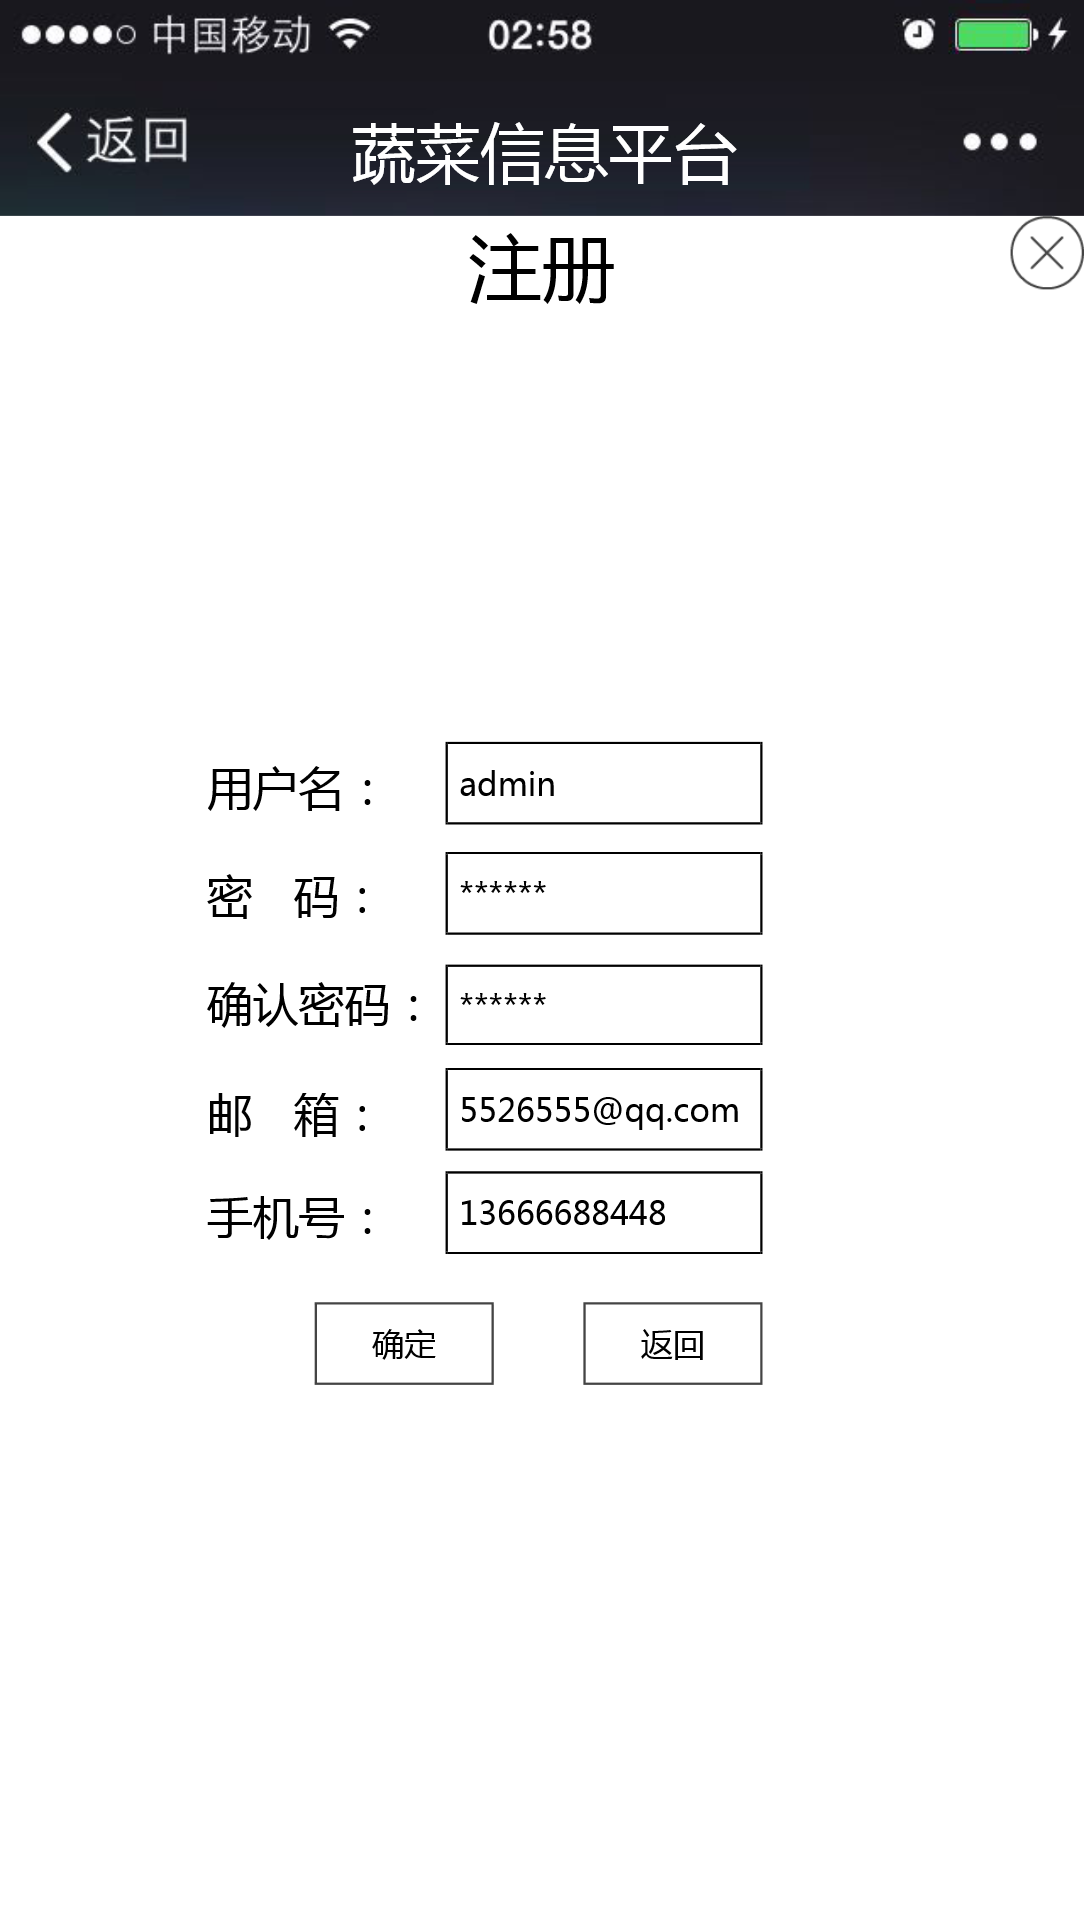 中国移动 02:58
返回 蔬菜信息平台
注册
用户名： admin
密 码： ******
确认密码： ******
邮 箱： 5526555@qq.com
手机号： 13666688448
确定 返回